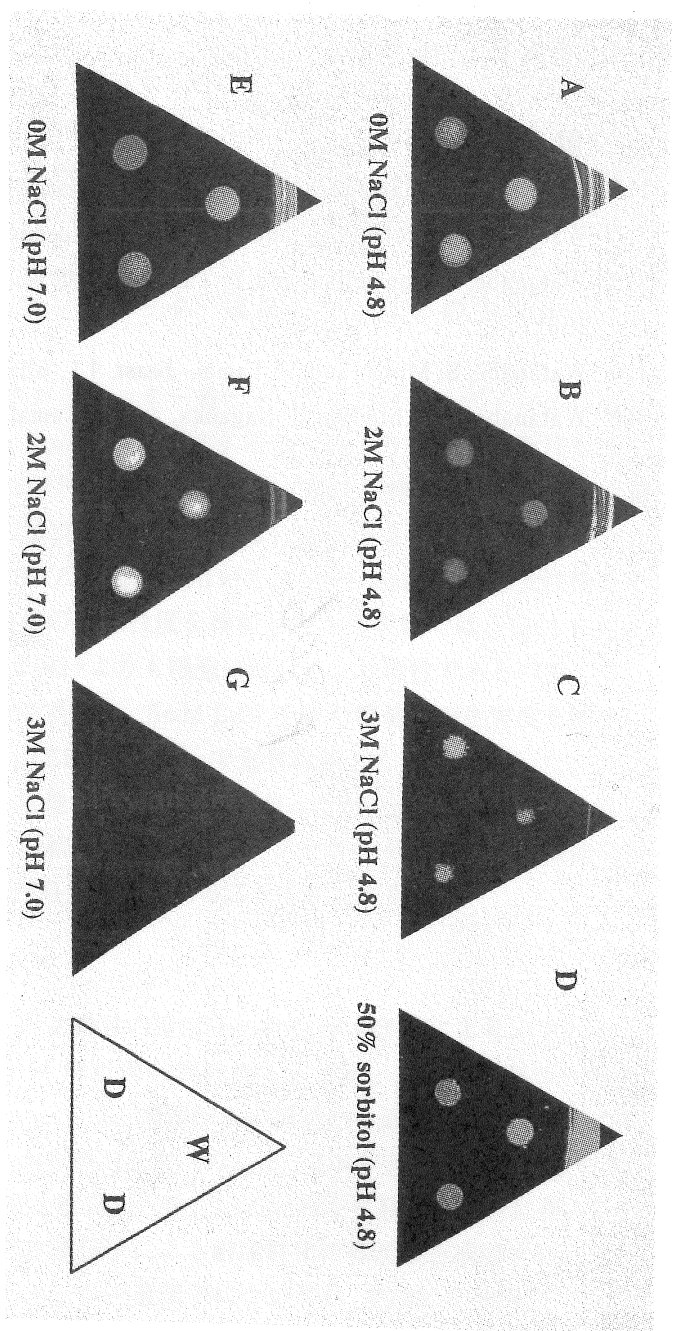 A
B
C
D
0M NaCl (pH 4.8)
2M NaCl (pH 4.8)
3M NaCl (pH 4.8)
50% sorbitol (pH 4.8)
E
F
G
W
D
D
0M NaCl (pH 7.0)
2M NaCl (pH 7.0)
3M NaCl (pH 7.0)